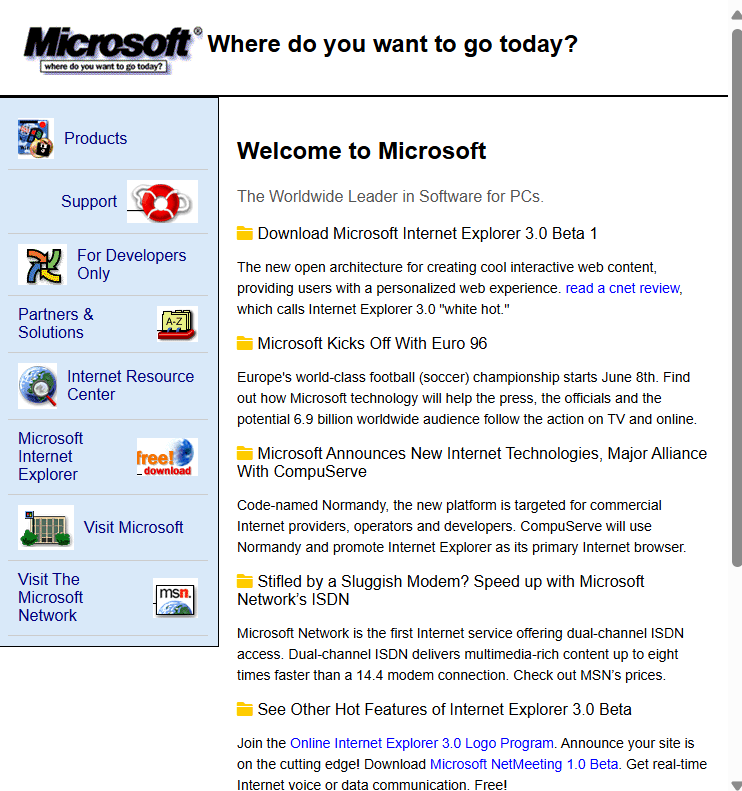 Microsoft®
where do you want to go today?
Where do you want to go today?
Products
Support
For Developers
Only
Partners &
Solutions
A-Z
Internet Resource
Center
Microsoft
Internet
Explorer
free!
download
Visit Microsoft
Visit The
Microsoft
Network
msn.
Welcome to Microsoft
The Worldwide Leader in Software for PCs.
Download Microsoft Internet Explorer 3.0 Beta 1
The new open architecture for creating cool interactive web content,
providing users with a personalized web experience. read a cnet review,
which calls Internet Explorer 3.0 "white hot."
Microsoft Kicks Off With Euro 96
Europe's world-class football (soccer) championship starts June 8th. Find
out how Microsoft technology will help the press, the officials and the
potential 6.9 billion worldwide audience follow the action on TV and online.
Microsoft Announces New Internet Technologies, Major Alliance
With CompuServe
Code-named Normandy, the new platform is targeted for commercial
Internet providers, operators and developers. CompuServe will use
Normandy and promote Internet Explorer as its primary Internet browser.
Stifled by a Sluggish Modem? Speed up with Microsoft
Network’s ISDN
Microsoft Network is the first Internet service offering dual-channel ISDN
access. Dual-channel ISDN delivers multimedia-rich content up to eight
times faster than a 14.4 modem connection. Check out MSN’s prices.
See Other Hot Features of Internet Explorer 3.0 Beta
Join the Online Internet Explorer 3.0 Logo Program. Announce your site is
on the cutting edge! Download Microsoft NetMeeting 1.0 Beta. Get real-time
Internet voice or data communication. Free!